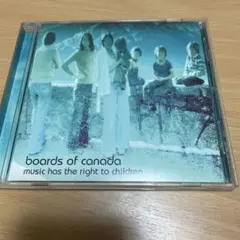 boards of canada
music has the right to children